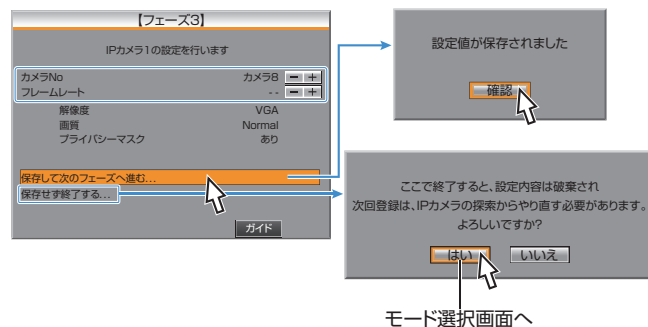 【フェーズ3】
IPカメラ1の設定を行います
カメラNo カメラ8 － ＋
フレームレート - - － ＋
解像度 VGA
画質 Normal
プライバシーマスク あり
保存して次のフェーズへ進む...
保存せず終了する...
ガイド
設定値が保存されました
確認
ここで終了すると、設定内容は破棄され
次回登録は、IPカメラの探索からやり直す必要があります。
よろしいですか?
はい いいえ
モード選択画面へ